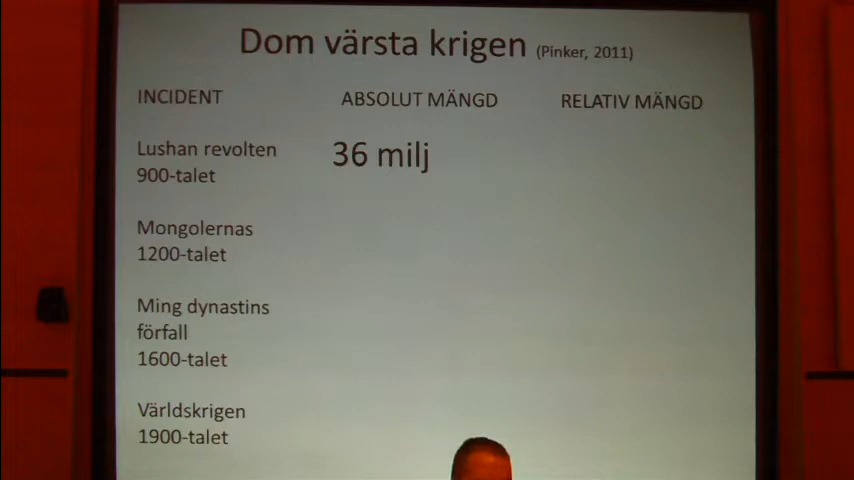 Dom värsta krigen (Pinker, 2011)
INCIDENT ABSOLUT MÄNGD RELATIV MÄNGD
Lushan revolten 36 milj
900-talet
Mongolernas
1200-talet
Ming dynastins
förfall
1600-talet
Världskrigen
1900-talet